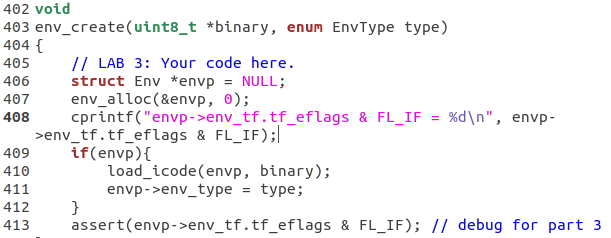 402 void
403 env_create(uint8_t *binary, enum EnvType type)
404 {
405     // LAB 3: Your code here.
406     struct Env *envp = NULL;
407     env_alloc(&envp, 0);
408     cprintf("envp->env_tf.tf_eflags & FL_IF = %d\n", envp-
>env_tf.tf_eflags & FL_IF);
409     if(envp){
410         load_icode(envp, binary);
411         envp->env_type = type;
412     }
413     assert(envp->env_tf.tf_eflags & FL_IF); // debug for part 3